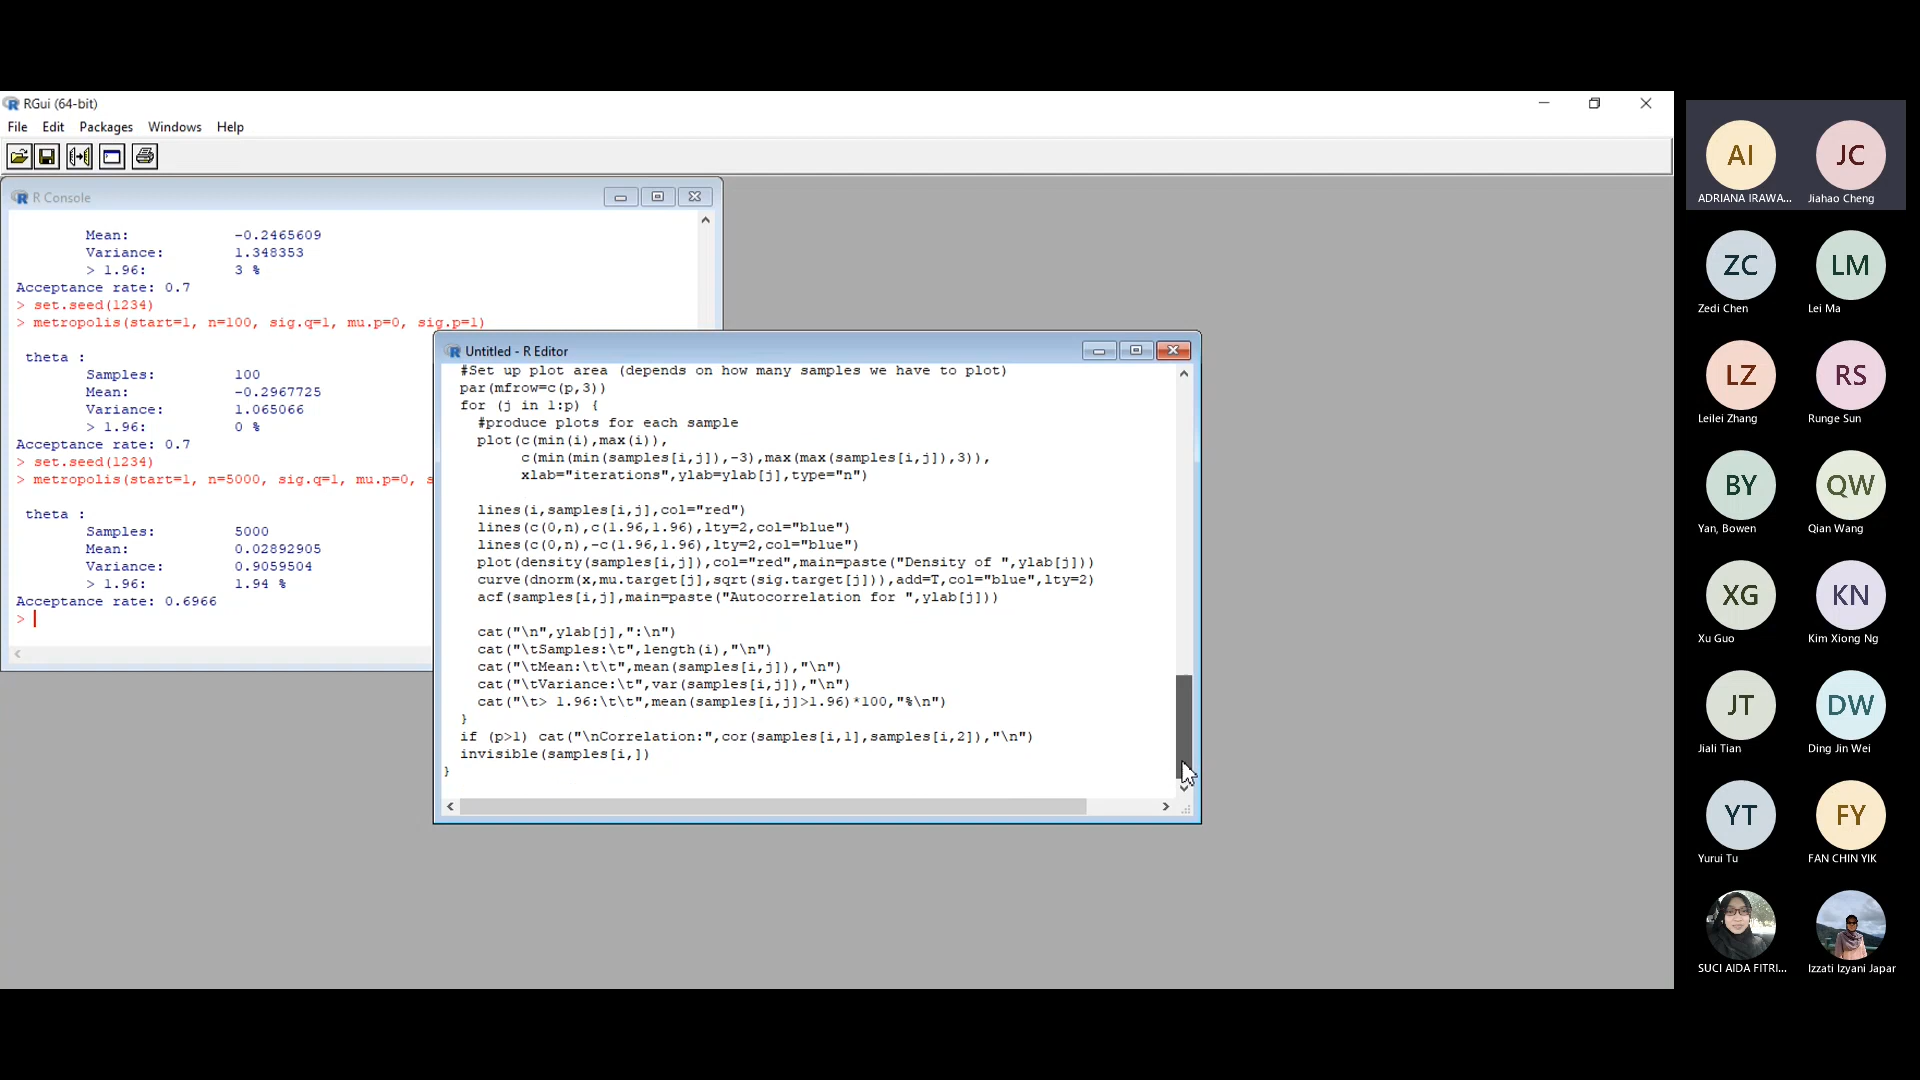 RGui (64-bit)
File Edit Packages Windows Help
R Console
Mean: -0.2465609
Variance: 1.348353
> 1.96: 3 %
Acceptance rate: 0.7
> set.seed(1234)
> metropolis(start=1, n=100, sig.q=1, mu.p=0, sig.p=1)
theta :
Samples: 100
Mean: -0.2967725
Variance: 1.065066
> 1.96: 0 %
Acceptance rate: 0.7
> set.seed(1234)
> metropolis(start=1, n=5000, sig.q=1, mu.p=0, s
theta :
Samples: 5000
Mean: 0.02892905
Variance: 0.9059504
> 1.96: 1.94 %
Acceptance rate: 0.6966
>
Untitled - R Editor
#Set up plot area (depends on how many samples we have to plot)
par(mfrow=c(p,3))
for (j in 1:p) {
#produce plots for each sample
plot(c(min(i),max(i)),
c(min(min(samples[i,j]),-3),max(max(samples[i,j]),3)),
xlab="iterations",ylab=ylab[j],type="n")
lines(i,samples[i,j],col="red")
lines(c(0,n),c(1.96,1.96),lty=2,col="blue")
lines(c(0,n),-c(1.96,1.96),lty=2,col="blue")
plot(density(samples[i,j]),col="red",main=paste("Density of ",ylab[j]))
curve(dnorm(x,mu.target[j],sqrt(sig.target[j])),add=T,col="blue",lty=2)
acf(samples[i,j],main=paste("Autocorrelation for ",ylab[j]))
cat("\n",ylab[j],":\n")
cat("\tSamples:\t",length(i),"\n")
cat("\tMean:\t\t",mean(samples[i,j]),"\n")
cat("\tVariance:\t",var(samples[i,j]),"\n")
cat("\t> 1.96:\t\t",mean(samples[i,j]>1.96)*100,"%\n")
}
if (p>1) cat("\nCorrelation:",cor(samples[i,1],samples[i,2]),"\n")
invisible(samples[i,])
}
AI JC
ADRIANA IRAWA... Jiahao Cheng
ZC LM
Zedi Chen Lei Ma
LZ RS
Leilei Zhang Runge Sun
BY QW
Yan, Bowen Qian Wang
XG KN
Xu Guo Kim Xiong Ng
JT DW
Jiali Tian Ding Jin Wei
YT FY
Yurui Tu FAN CHIN YIK
SUCI AIDA FITRI... Izzati Izyani Japar